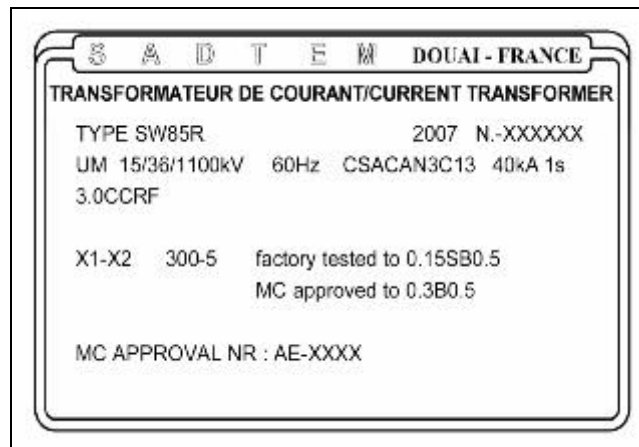 SADTEM DOUAI - FRANCE
TRANSFORMATEUR DE COURANT/CURRENT TRANSFORMER
TYPE SW85R 2007 N.-XXXXXX
UM 15/36/1100kV 60Hz CSACAN3C13 40kA 1s
3.0CCRF
X1-X2 300-5 factory tested to 0.15SB0.5
MC approved to 0.3B0.5
MC APPROVAL NR : AE-XXXX